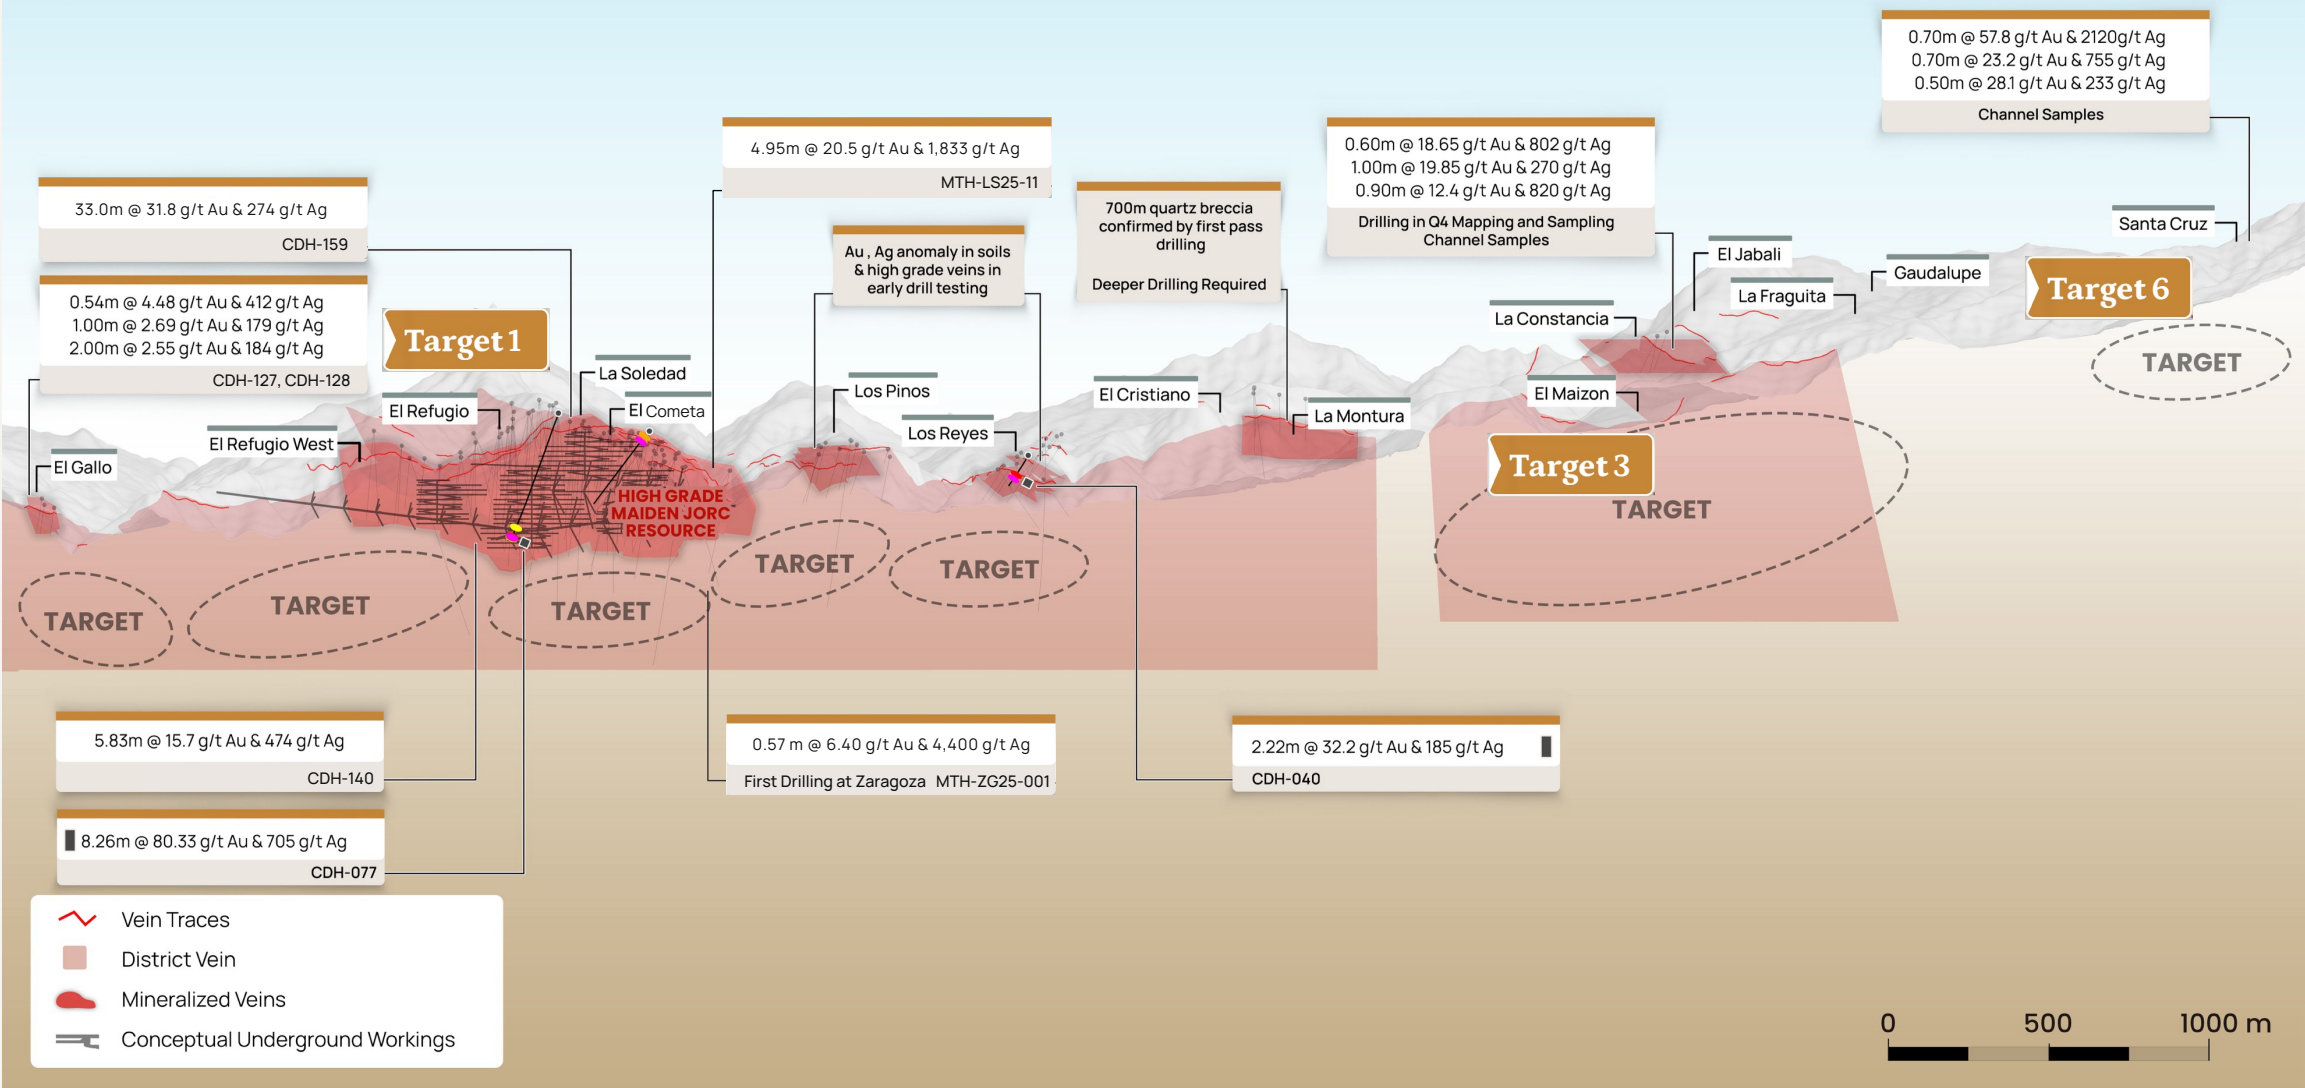 0.70m @ 57.8 g/t Au & 2120g/t Ag
0.70m @ 23.2 g/t Au & 755 g/t Ag
0.50m @ 28.1 g/t Au & 233 g/t Ag
Channel Samples
4.95m @ 20.5 g/t Au & 1,833 g/t Ag
MTH-LS25-11
0.60m @ 18.65 g/t Au & 802 g/t Ag
1.00m @ 19.85 g/t Au & 270 g/t Ag
0.90m @ 12.4 g/t Au & 820 g/t Ag
Drilling in Q4 Mapping and Sampling
Channel Samples
33.0m @ 31.8 g/t Au & 274 g/t Ag
CDH-159
700m quartz breccia
confirmed by first pass
drilling
Deeper Drilling Required
Au , Ag anomaly in soils
& high grade veins in
early drill testing
0.54m @ 4.48 g/t Au & 412 g/t Ag
1.00m @ 2.69 g/t Au & 179 g/t Ag
2.00m @ 2.55 g/t Au & 184 g/t Ag
CDH-127, CDH-128
Target 1
Santa Cruz
El Jabali
Gaudalupe
La Fraguita
Target 6
La Constancia
TARGET
La Soledad
El Cometa
El Refugio
El Refugio West
El Gallo
Los Pinos
Los Reyes
El Cristiano
La Montura
El Maizon
Target 3
TARGET
HIGH GRADE
MAIDEN JORC
RESOURCE
TARGET
TARGET
TARGET
TARGET
TARGET
5.83m @ 15.7 g/t Au & 474 g/t Ag
CDH-140
0.57 m @ 6.40 g/t Au & 4,400 g/t Ag
First Drilling at Zaragoza MTH-ZG25-001
2.22m @ 32.2 g/t Au & 185 g/t Ag
CDH-040
8.26m @ 80.33 g/t Au & 705 g/t Ag
CDH-077
Vein Traces
District Vein
Mineralized Veins
Conceptual Underground Workings
0 500 1000 m